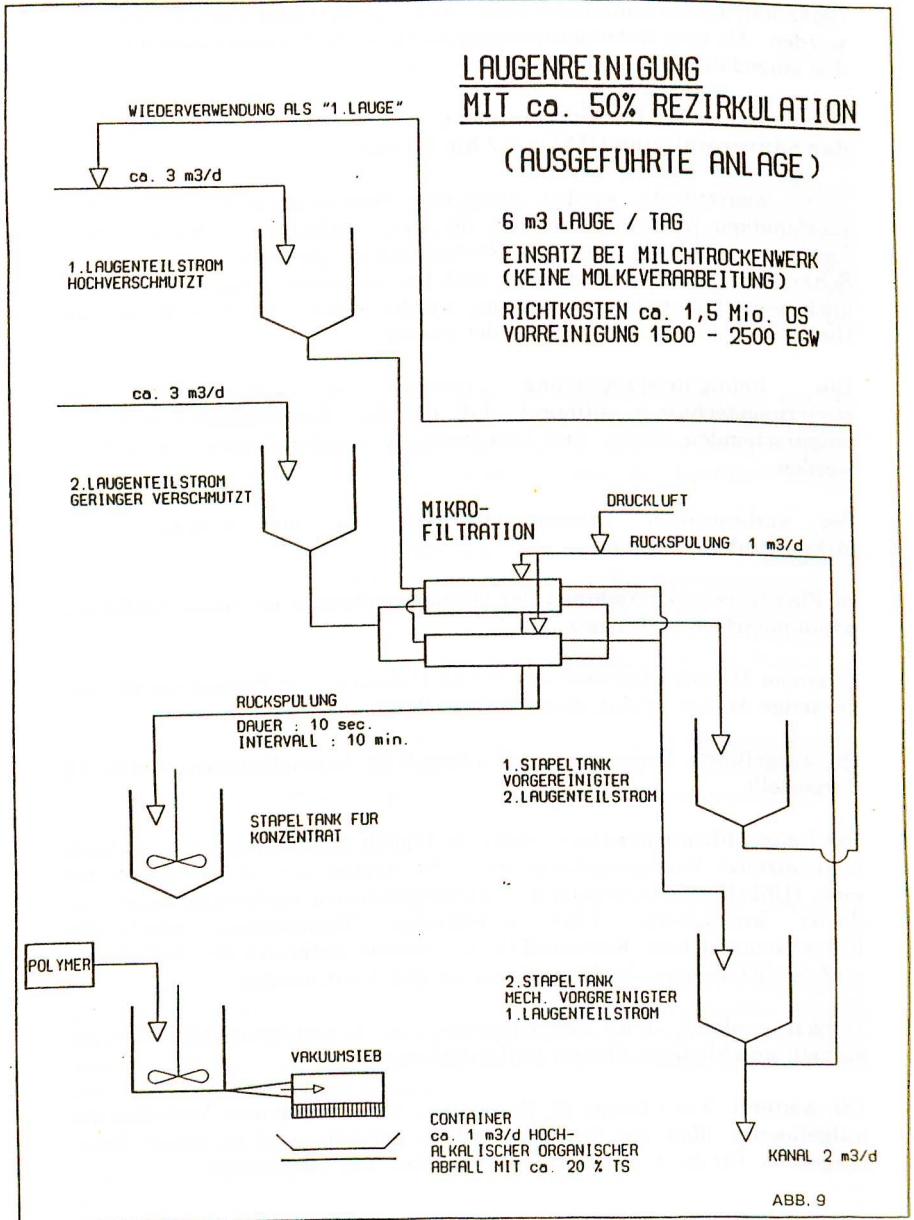 LAUGENREINIGUNG
MIT ca. 50% REZIRKULATION
(AUSGEFUHRTE ANLAGE)
WIEDERVERWENDUNG ALS "1.LAUGE"
ca. 3 m3/d
6 m3 LAUGE / TAG
EINSATZ BEI MILCHTROCKENWERK
(KEINE MOLKEVERARBEITUNG)
RICHTKOSTEN ca. 1,5 Mio. ÖS
VORREINIGUNG 1500 - 2500 EGW
1.LAUGENTEILSTROM
HOCHVERSCHMUTZT
ca. 3 m3/d
2.LAUGENTEILSTROM
GERINGER VERSCHMUTZT
MIKRO-
FILTRATION
DRUCKLUFT
RUCKSPULUNG 1 m3/d
RUCKSPULUNG
DAUER : 10 sec.
INTERVALL : 10 min.
1.STAPELTANK
VORGEREINIGTER
2.LAUGENTEILSTROM
STAPELTANK FUR
KONZENTRAT
POLYMER
2.STAPELTANK
MECH. VORGREINIGTER
1.LAUGENTEILSTROM
VAKUUMSIEB
CONTAINER
ca. 1 m3/d HOCH-
ALKALISCHER ORGANISCHER
ABFALL MIT ca. 20 % TS
KANAL 2 m3/d
ABB. 9